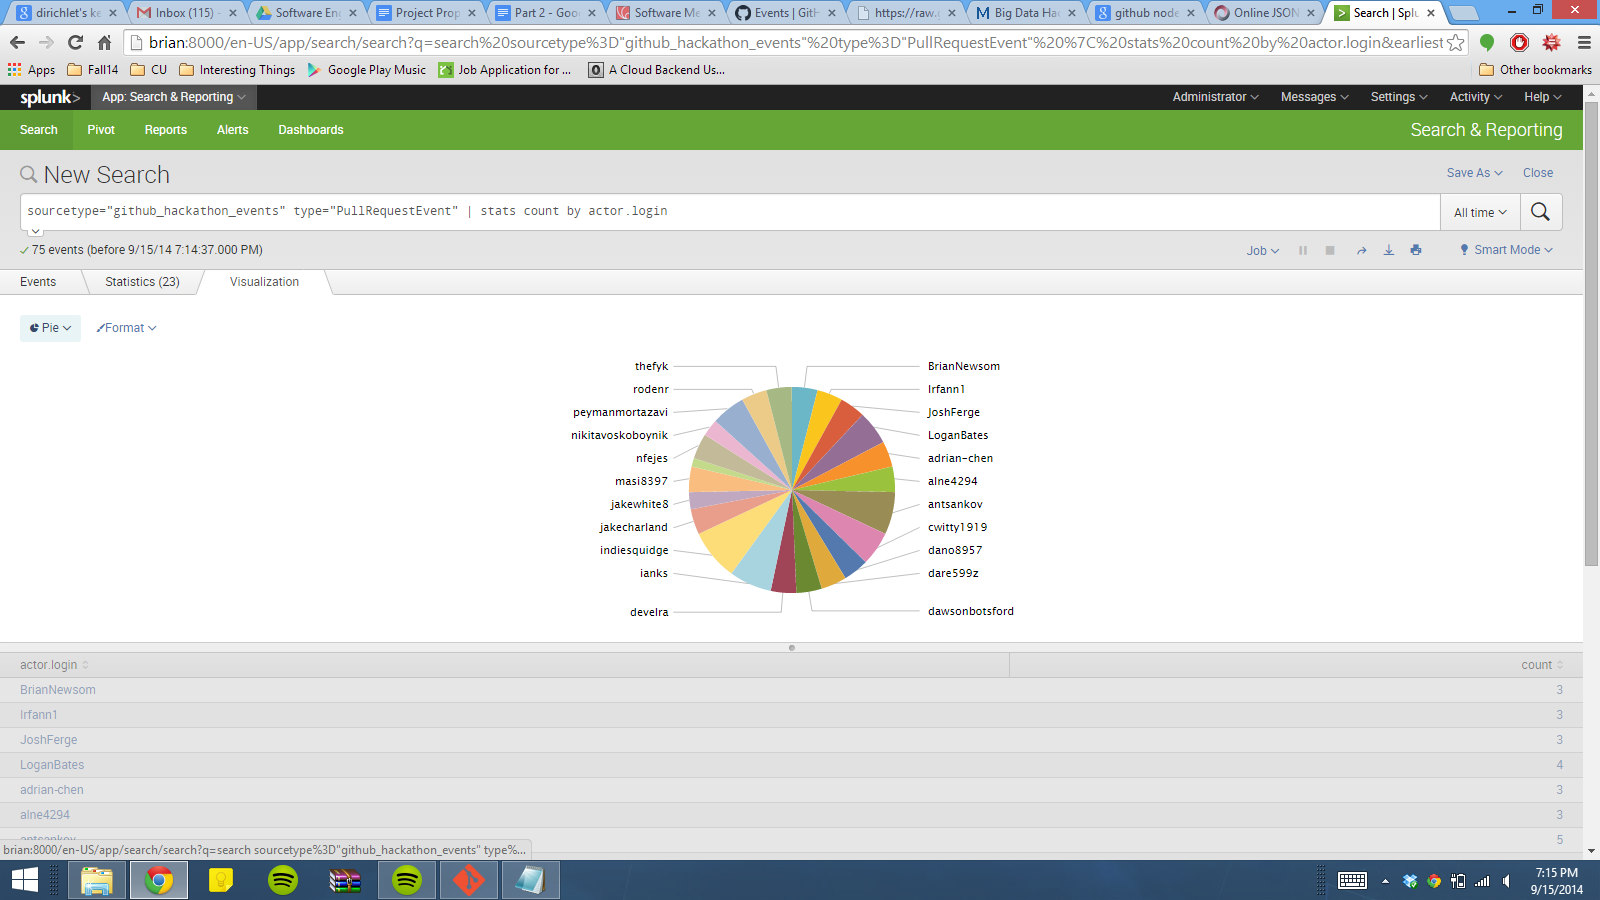 dirichlet's ke
Inbox (115) -
Software Eng
Project Prop
Part 2 - Goo
Software Me
Events | GitH
https://raw.g
Big Data Hac
github node
Online JSON
Search | Splu
brian:8000/en-US/app/search/search?q=search%20sourcetype%3D"github_hackathon_events"%20type%3D"PullRequestEvent"%20%7C%20stats%20count%20by%20actor.login&earliest
Apps
Fall14
CU
Interesting Things
Google Play Music
Job Application for ...
A Cloud Backend Us...
Other bookmarks
splunk>
App: Search & Reporting
Administrator
Messages
Settings
Activity
Help
Search
Pivot
Reports
Alerts
Dashboards
Search & Reporting
New Search
Save As
Close
sourcetype="github_hackathon_events" type="PullRequestEvent" | stats count by actor.login
All time
75 events (before 9/15/14 7:14:37.000 PM)
Job
Smart Mode
Events
Statistics (23)
Visualization
Pie
Format
thefyk
rodenr
peymanmortazavi
nikitavoskoboynik
nfejes
masi8397
jakewhite8
jakecharland
indiesquidge
ianks
develra
BrianNewsom
Irfann1
JoshFerge
LoganBates
adrian-chen
alne4294
antsankov
cwitty1919
dano8957
dare599z
dawsonbotsford
actor.login
count
BrianNewsom 3
Irfann1 3
JoshFerge 3
LoganBates 4
adrian-chen 3
alne4294 3
antsankov 5
brian:8000/en-US/app/search/search?q=search sourcetype%3D"github_hackathon_events" type%...
7:15 PM
9/15/2014